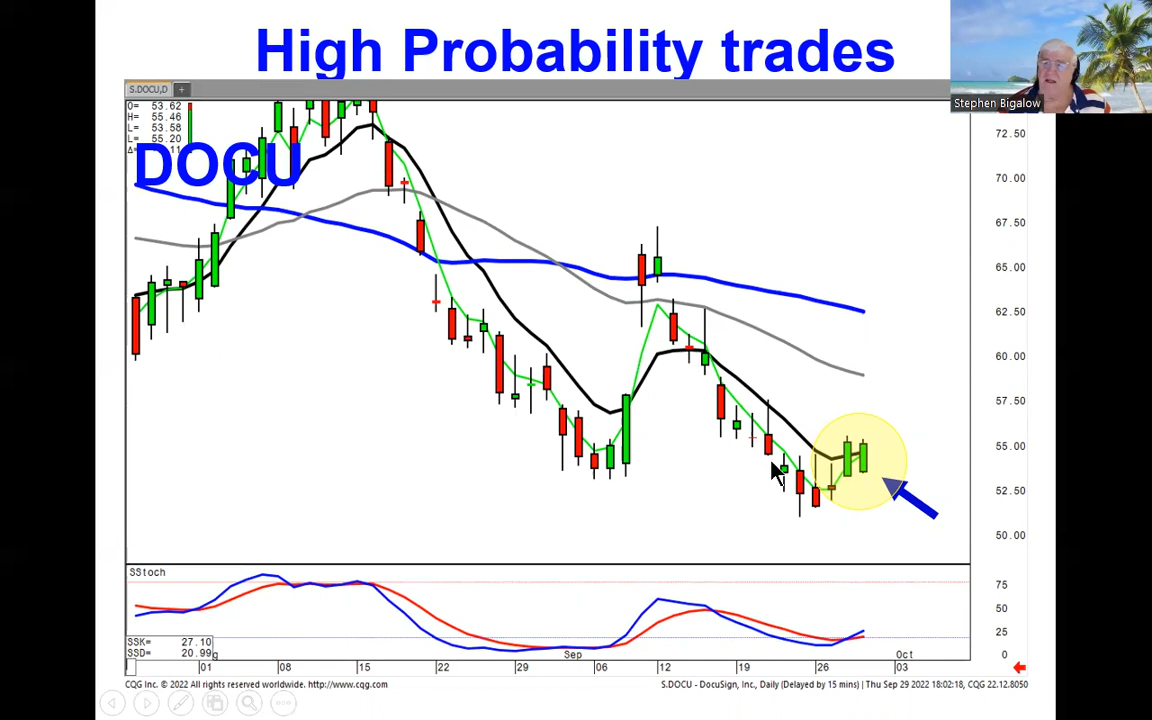 High Probability trades
Stephen Bigalow
S.DOCU,D
+
O= 53.62
H= 55.46
L= 53.58
L= 55.20
DOCU
72.50
70.00
67.50
65.00
62.50
60.00
57.50
55.00
52.50
50.00
SStoch
75
50
25
0
SSK= 27.10
SSD= 20.99
01 08 15 22 29 Sep 06 12 19 26 Oct 03
CQG Inc. © 2022 All rights reserved worldwide. http://www.cqg.com
S.DOCU - DocuSign, Inc., Daily (Delayed by 15 mins) | Thu Sep 29 2022 18:02:18, CQG 22.12.8050